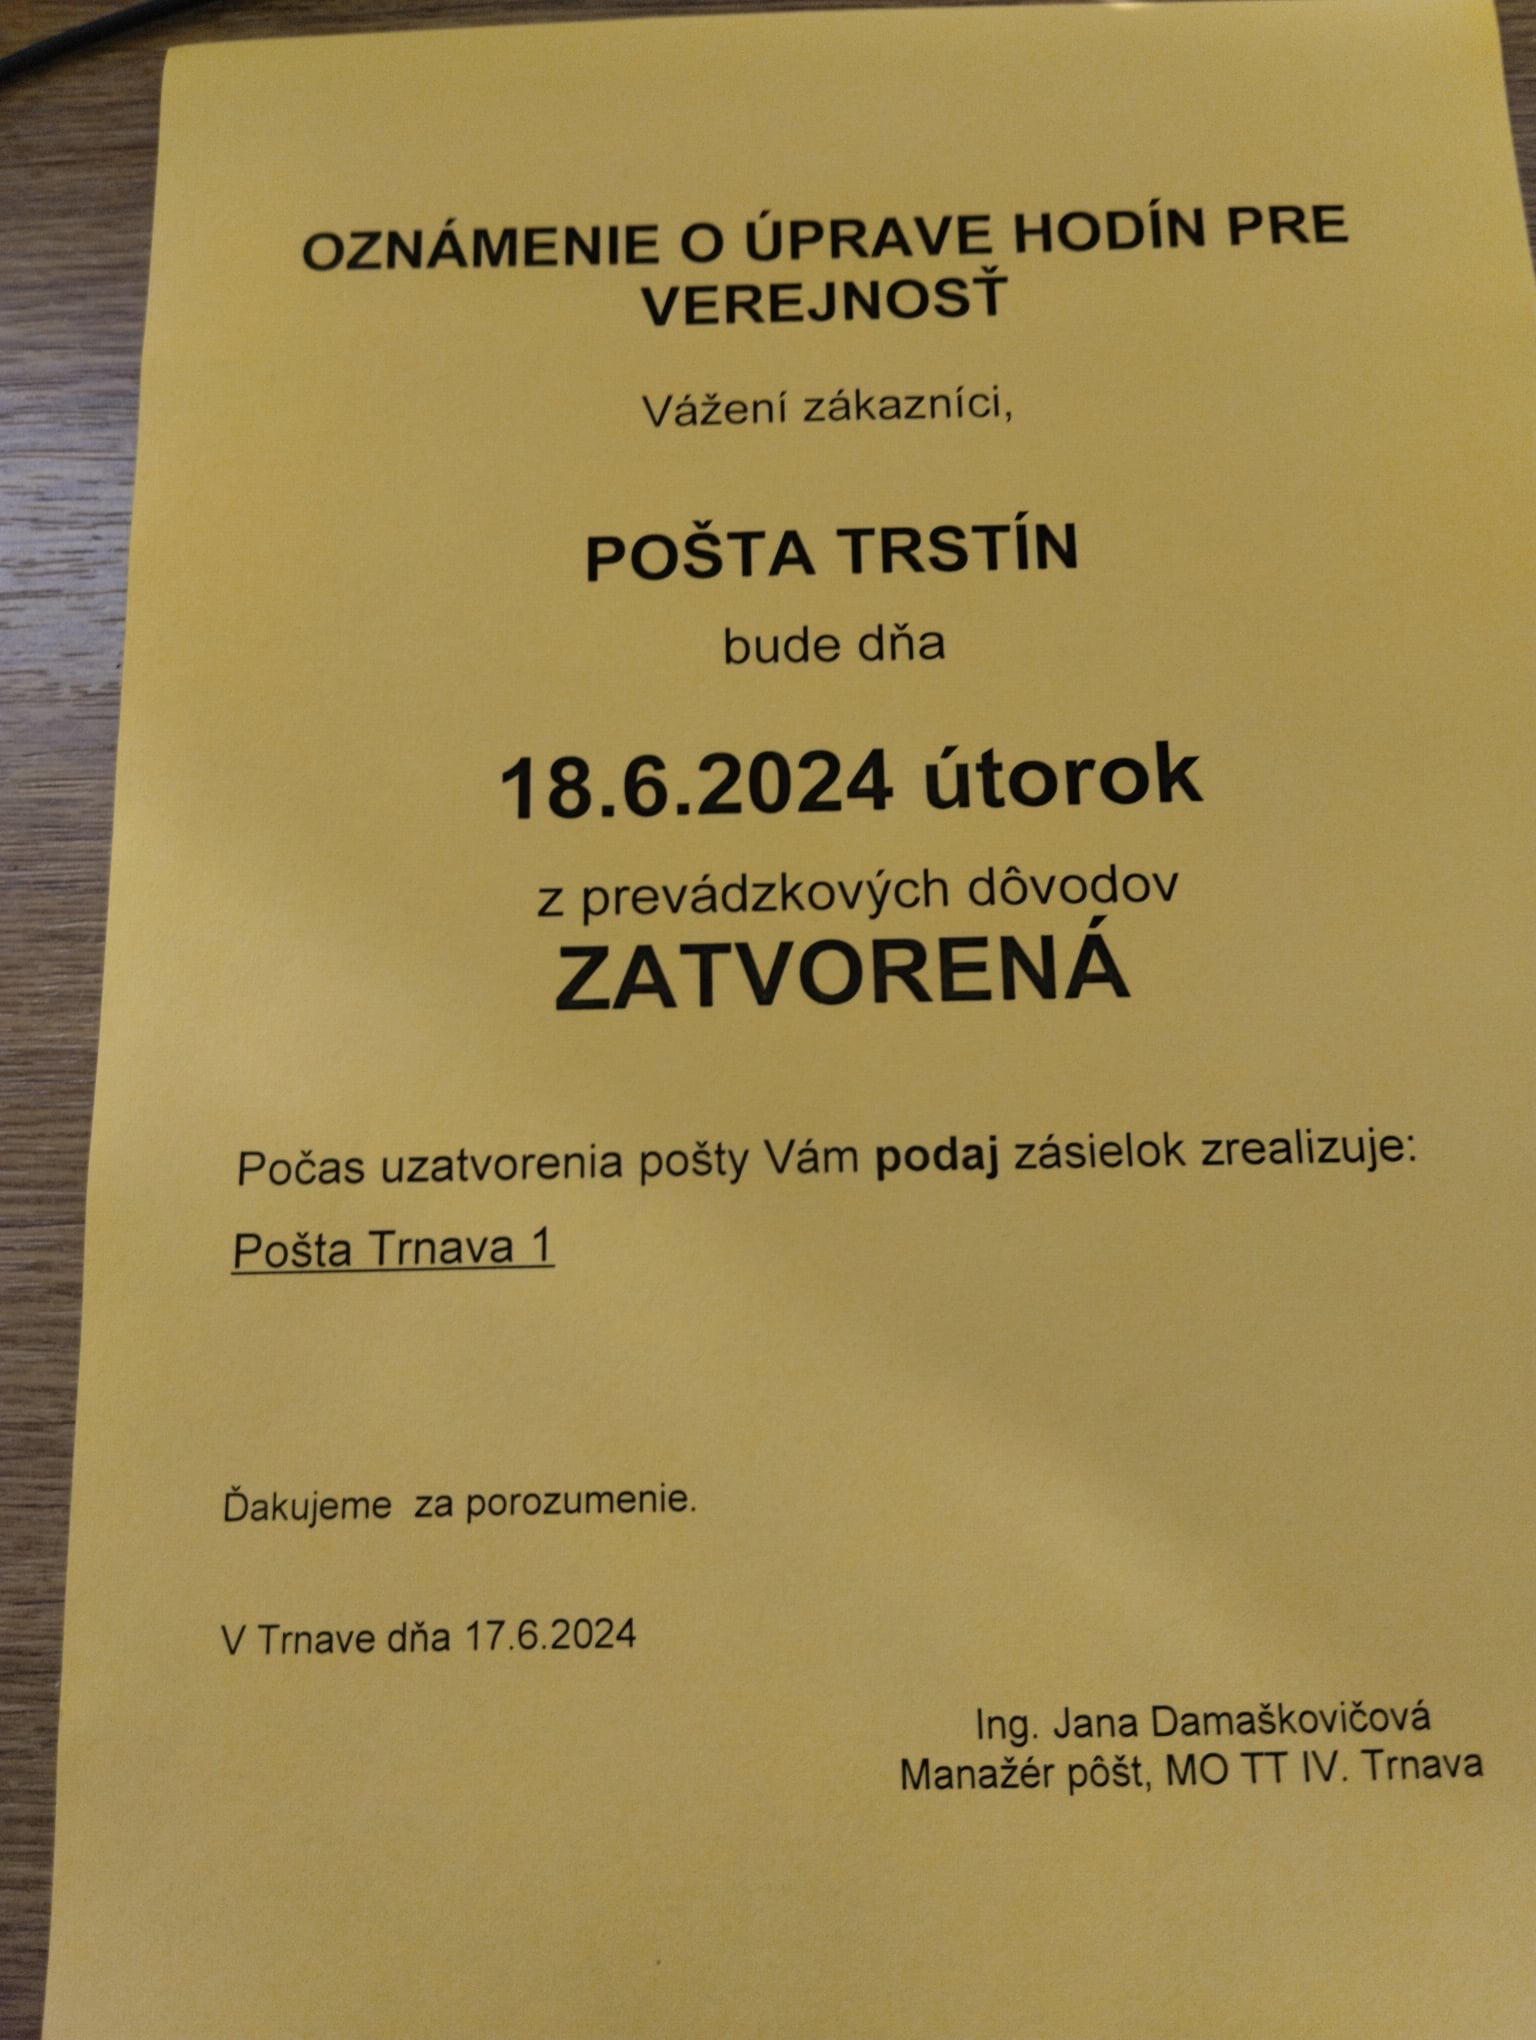 OZNÁMENIE O ÚPRAVE HODÍN PRE
VEREJNOSŤ
Vážení zákazníci,
POŠTA TRSTÍN
bude dňa
18.6.2024 útorok
z prevádzkových dôvodov
ZATVORENÁ
Počas uzatvorenia pošty Vám podaj zásielok zrealizuje:
Pošta Trnava 1
Ďakujeme  za porozumenie.
V Trnave dňa 17.6.2024
Ing. Jana Damaškovičová
Manažér pôšt, MO TT IV. Trnava